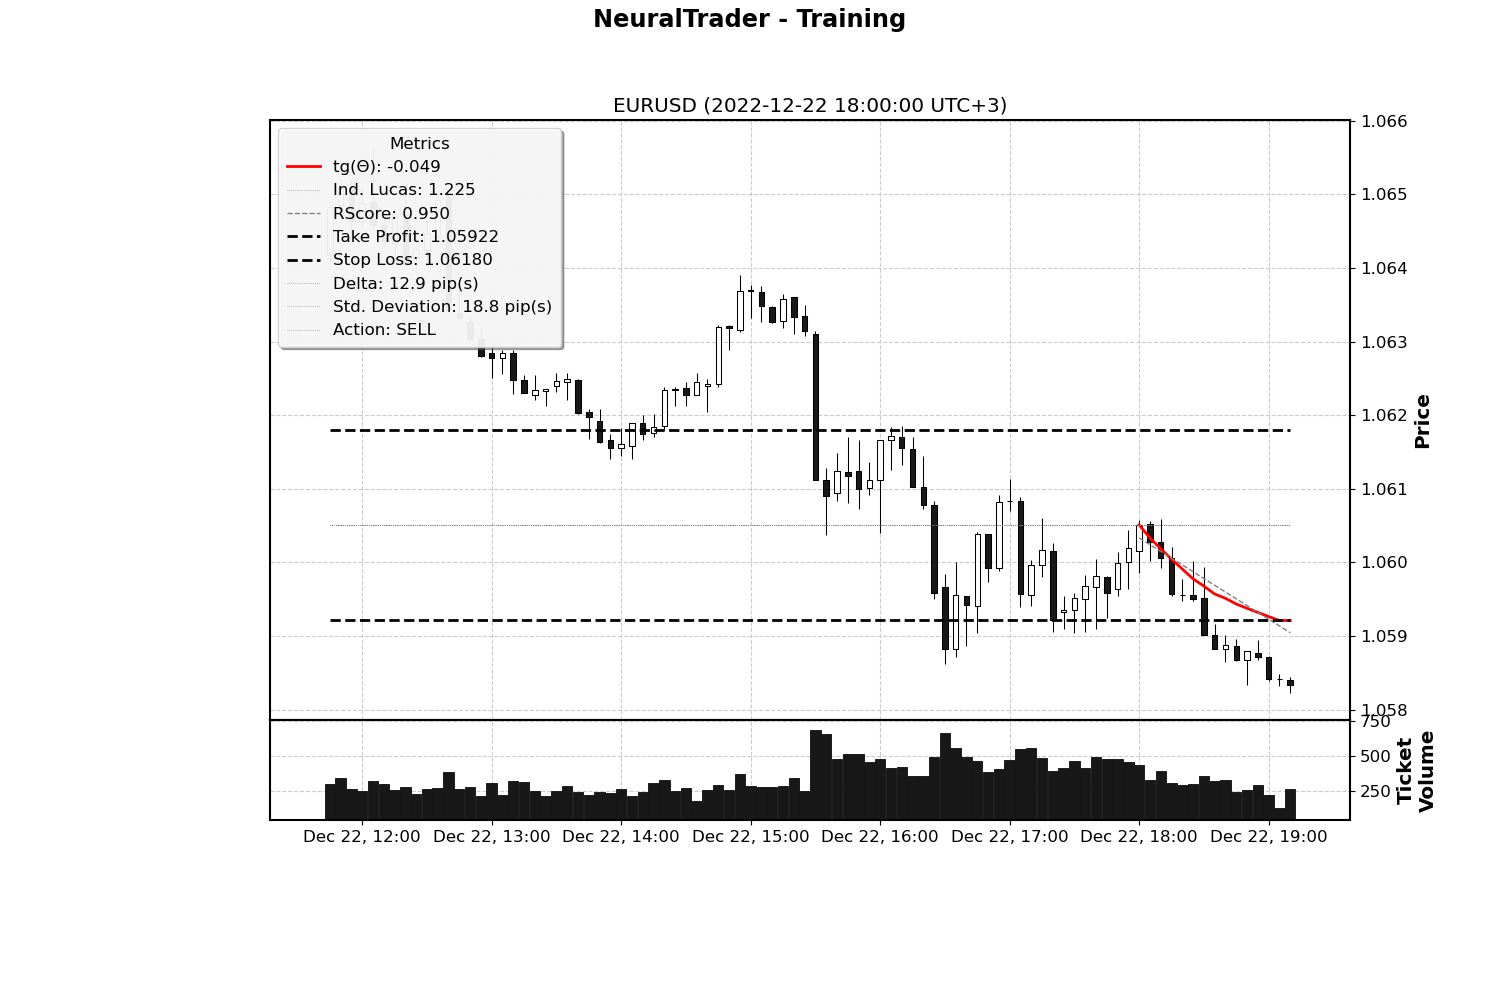 NeuralTrader - Training
EURUSD (2022-12-22 18:00:00 UTC+3)
Metrics
tg(Θ): -0.049
Ind. Lucas: 1.225
RScore: 0.950
Take Profit: 1.05922
Stop Loss: 1.06180
Delta: 12.9 pip(s)
Std. Deviation: 18.8 pip(s)
Action: SELL
1.066
1.065
1.064
1.063
1.062
1.061
1.060
1.059
1.058
Price
750
500
250
Ticket
Volume
Dec 22, 12:00 Dec 22, 13:00 Dec 22, 14:00 Dec 22, 15:00 Dec 22, 16:00 Dec 22, 17:00 Dec 22, 18:00 Dec 22, 19:00